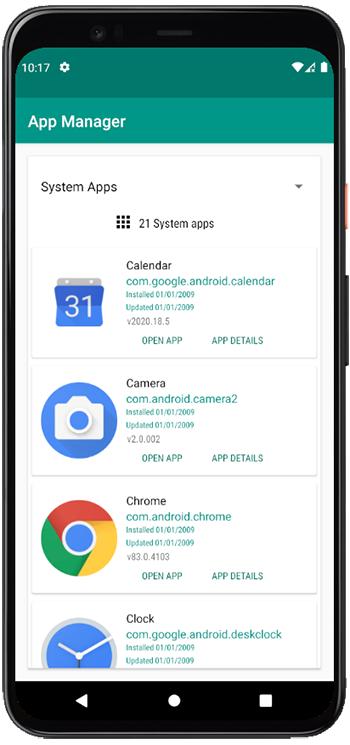 10:17
App Manager
System Apps
21 System apps
31
Calendar
com.google.android.calendar
Installed 01/01/2009
Updated 01/01/2009
v2020.18.5
OPEN APP APP DETAILS
Camera
com.android.camera2
Installed 01/01/2009
Updated 01/01/2009
v2.0.002
OPEN APP APP DETAILS
Chrome
com.android.chrome
Installed 01/01/2009
Updated 01/01/2009
v83.0.4103
OPEN APP APP DETAILS
Clock
com.google.android.deskclock
Installed 01/01/2009
Updated 01/01/2009